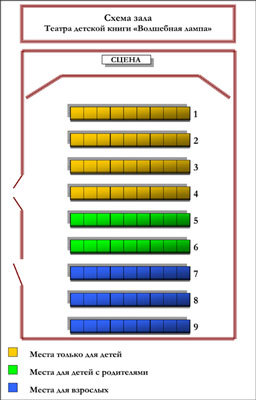 Схема зала
Театра детской книги «Волшебная лампа»
СЦЕНА
1
2
3
4
5
6
7
8
9
Места только для детей
Места для детей с родителями
Места для взрослых